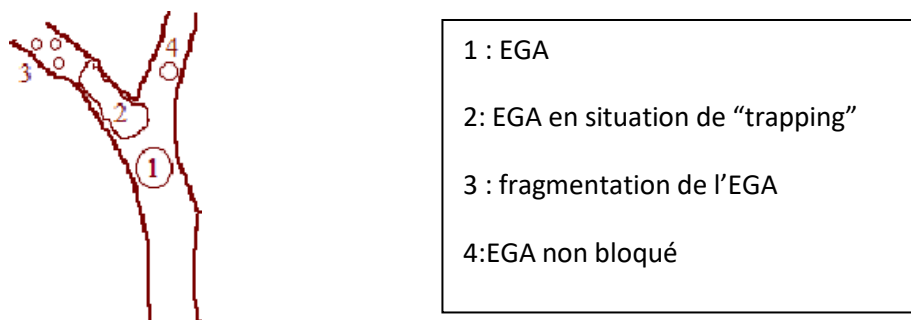 4
3
2
1
1 : EGA
2: EGA en situation de “trapping”
3 : fragmentation de l’EGA
4:EGA non bloqué